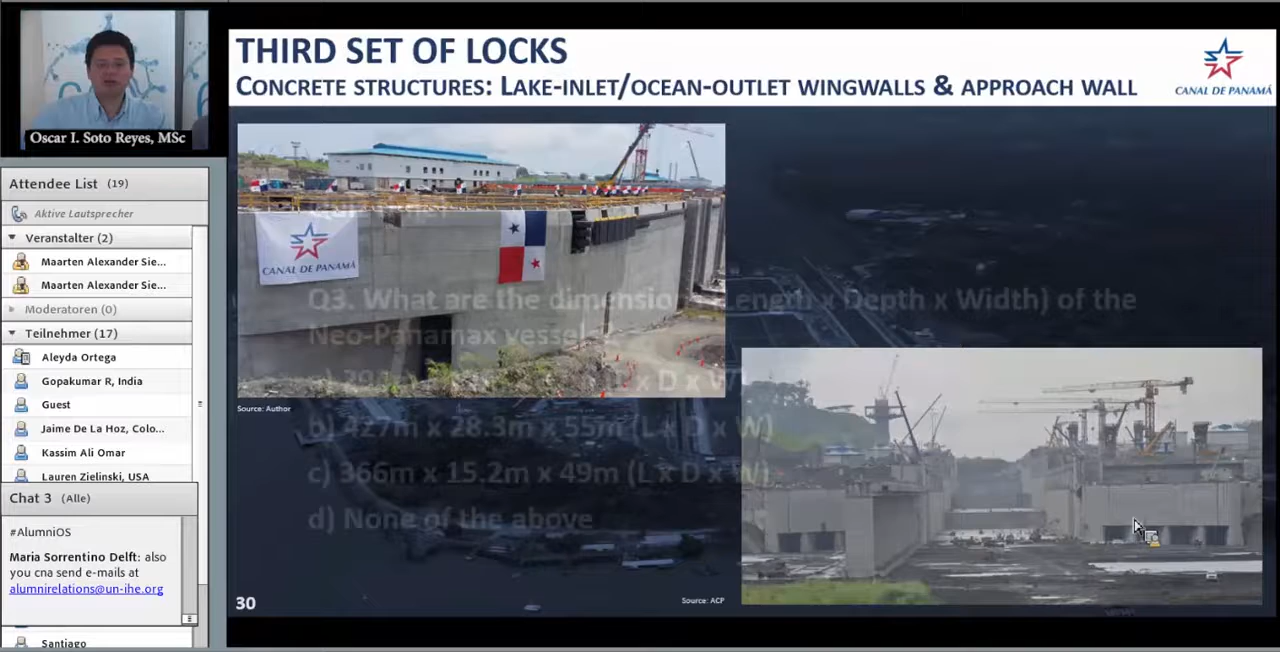 Oscar I. Soto Reyes, MSc
Attendee List (19)
Aktive Lautsprecher
Veranstalter (2)
Maarten Alexander Sie...
Maarten Alexander Sie...
Moderatoren (0)
Teilnehmer (17)
Aleyda Ortega
Gopakumar R, India
Guest
Jaime De La Hoz, Colo...
Kassim Ali Omar
Lauren Zielinski, USA
Chat 3 (Alle)
#AlumniOS
Maria Sorrentino Delft: also
you cna send e-mails at
alumnirelations@un-ihe.org
Santiago
THIRD SET OF LOCKS
CONCRETE STRUCTURES: LAKE-INLET/OCEAN-OUTLET WINGWALLS & APPROACH WALL
CANAL DE PANAMÁ
CANAL DE PANAMÁ
Q3. What are the dimension Length x Depth x Width) of the
Neo-Panamax vessels
x D x W
Source: Author
b) 427m x 28.3m x 55m (L x D x W)
c) 366m x 15.2m x 49m (L x D x W)
d) None of the above
30
Source: ACP